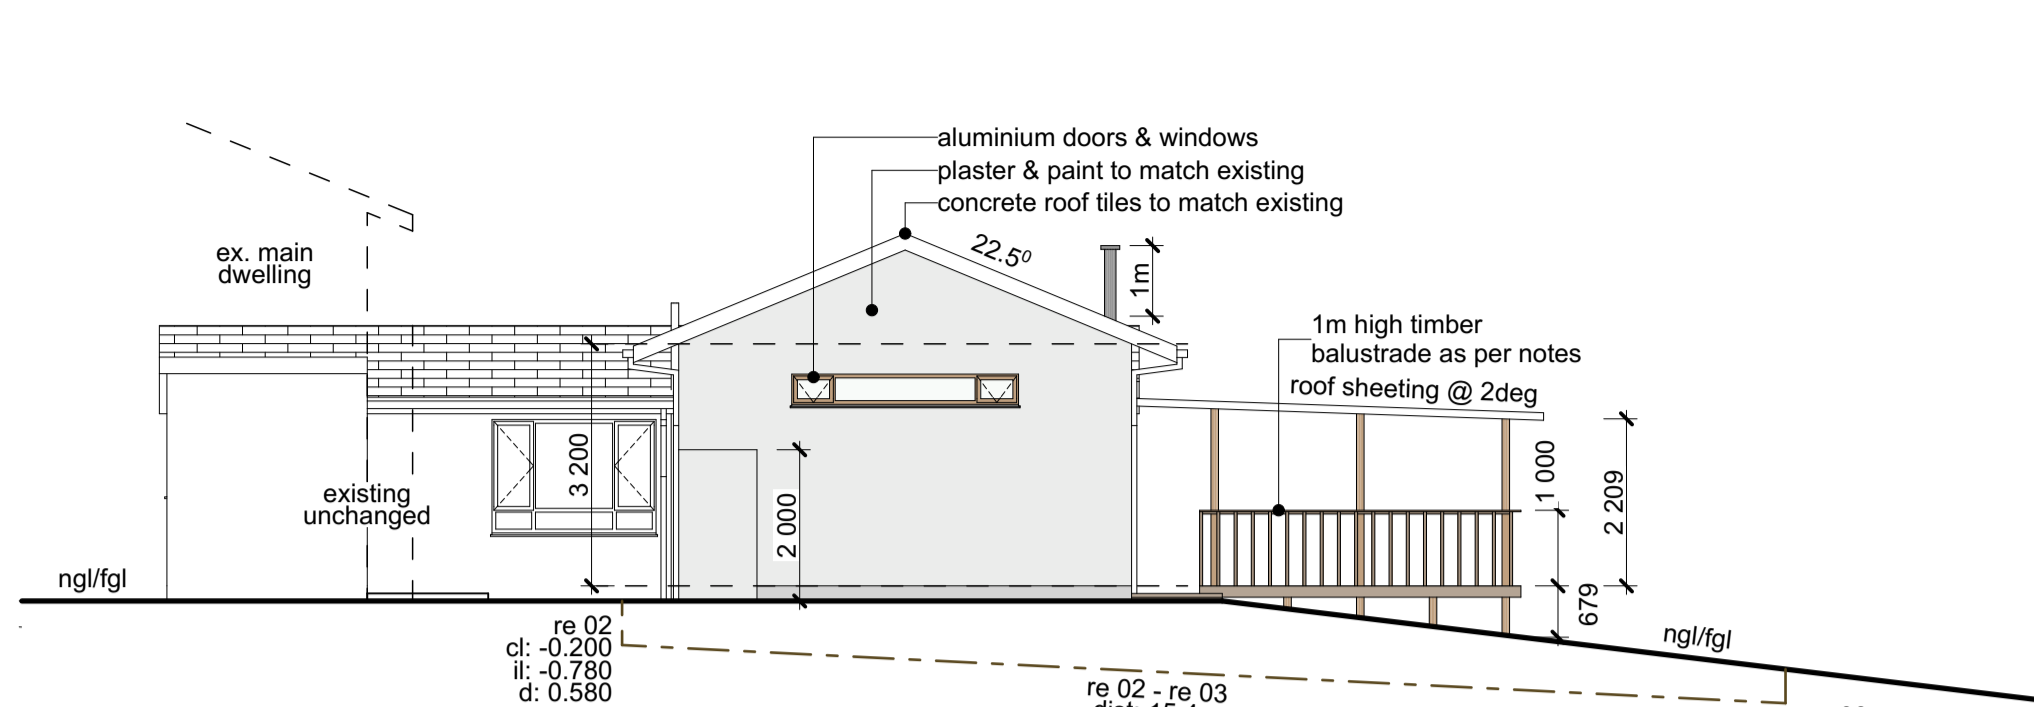 aluminium doors & windows
plaster & paint to match existing
concrete roof tiles to match existing
22.5⁰
1m
ex. main
dwelling
1m high timber
balustrade as per notes
roof sheeting @ 2deg
3 200
2 000
1 000
2 209
679
existing
unchanged
ngl/fgl
ngl/fgl
re 02
cl: -0.200
il: -0.780
d: 0.580
re 02 - re 03